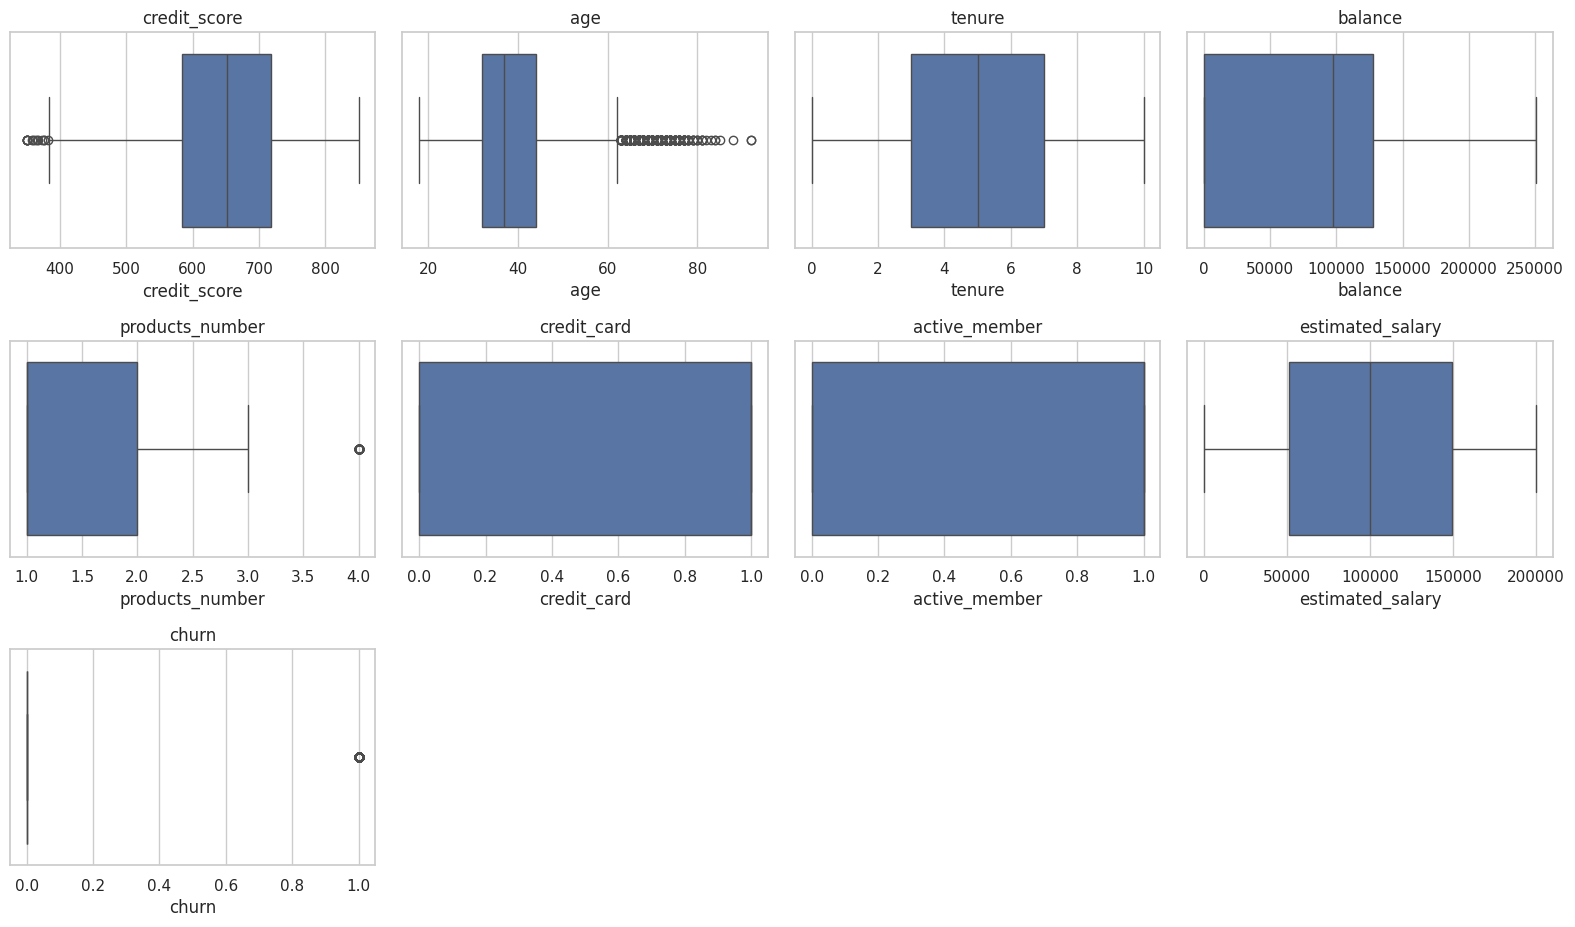 credit_score
age
tenure
balance
400 500 600 700 800
20 40 60 80
0 2 4 6 8 10
0 50000 100000 150000 200000 250000
credit_score
age
tenure
balance
products_number
credit_card
active_member
estimated_salary
1.0 1.5 2.0 2.5 3.0 3.5 4.0
0.0 0.2 0.4 0.6 0.8 1.0
0.0 0.2 0.4 0.6 0.8 1.0
0 50000 100000 150000 200000
products_number
credit_card
active_member
estimated_salary
churn
0.0 0.2 0.4 0.6 0.8 1.0
churn